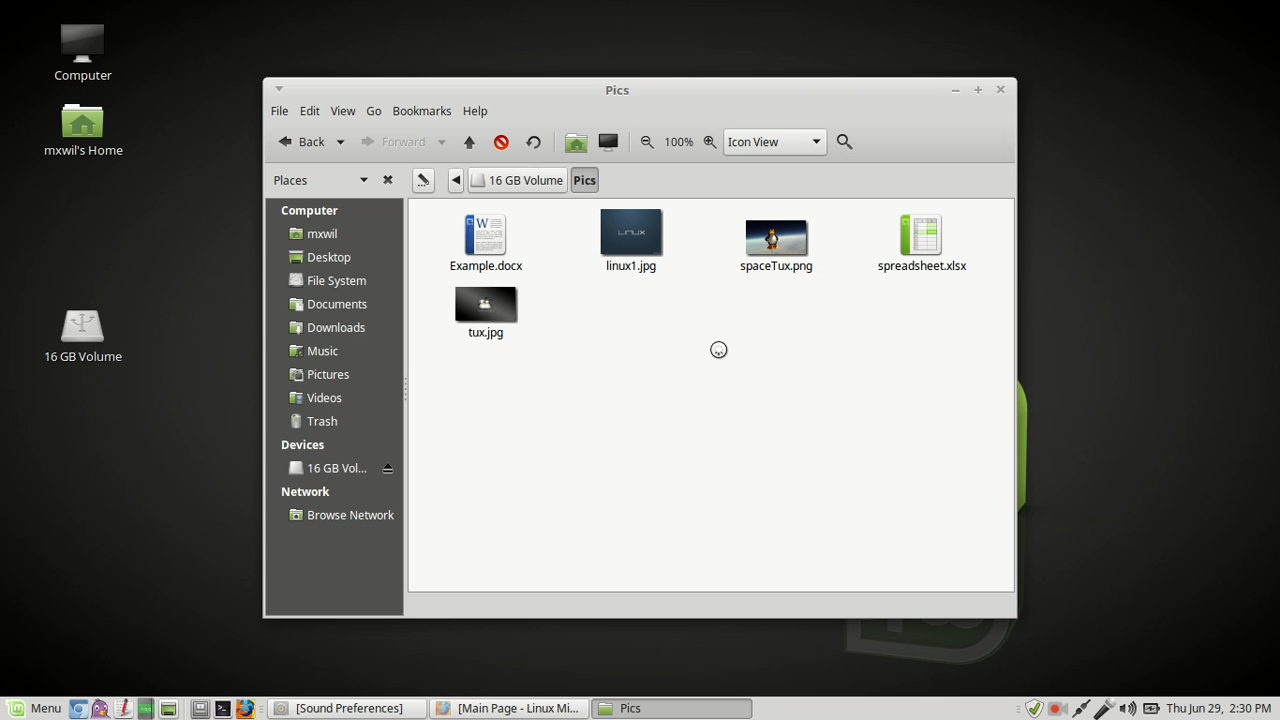 Computer
mxwil's Home
16 GB Volume
Pics
File Edit View Go Bookmarks Help
Back Forward 100% Icon View
Places 16 GB Volume Pics
Computer
mxwil
Desktop
File System
Documents
Downloads
Music
Pictures
Videos
Trash
Devices
16 GB Vol...
Network
Browse Network
Example.docx linux1.jpg spaceTux.png spreadsheet.xlsx
tux.jpg
Menu [Sound Preferences] [Main Page - Linux Mi... Pics Thu Jun 29, 2:30 PM